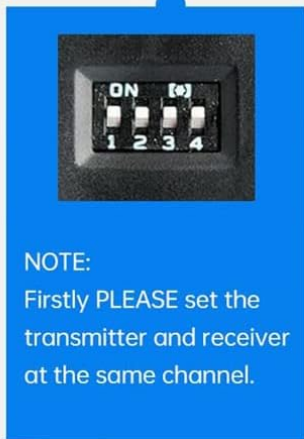 ON [*]
1 2 3 4
NOTE:
Firstly PLEASE set the
transmitter and receiver
at the same channel.